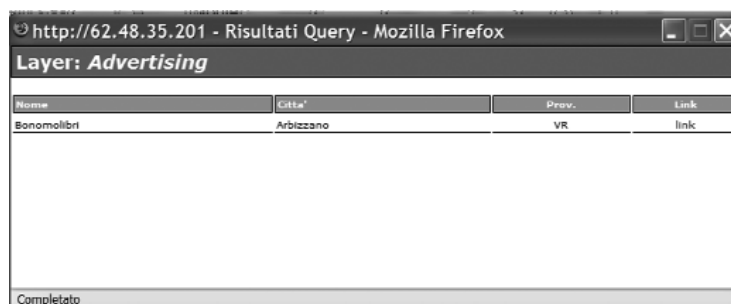 http://62.48.35.201 - Risultati Query - Mozilla Firefox
Layer: Advertising
Nome Citta' Prov. Link
Bonomolibri Arbizzano VR link
Completato